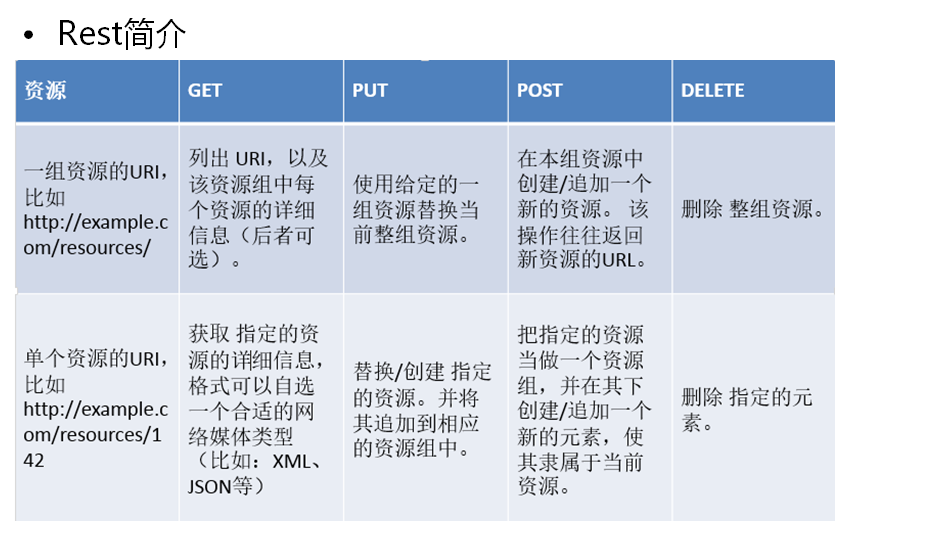 • Rest简介
资源
GET
PUT
POST
DELETE
一组资源的URI，
比如
http://example.c
om/resources/
列出 URI，以及
该资源组中每
个资源的详细
信息（后者可
选）。
使用给定的一
组资源替换当
前整组资源。
在本组资源中
创建/追加一个
新的资源。 该
操作往往返回
新资源的URL。
删除 整组资源。
单个资源的URI，
比如
http://example.c
om/resources/1
42
获取 指定的资
源的详细信息，
格式可以自选
一个合适的网
络媒体类型
（比如：XML、
JSON等）
替换/创建 指定
的资源。并将
其追加到相应
的资源组中。
把指定的资源
当做一个资源
组，并在其下
创建/追加一个
新的元素，使
其隶属于当前
资源。
删除 指定的元
素。